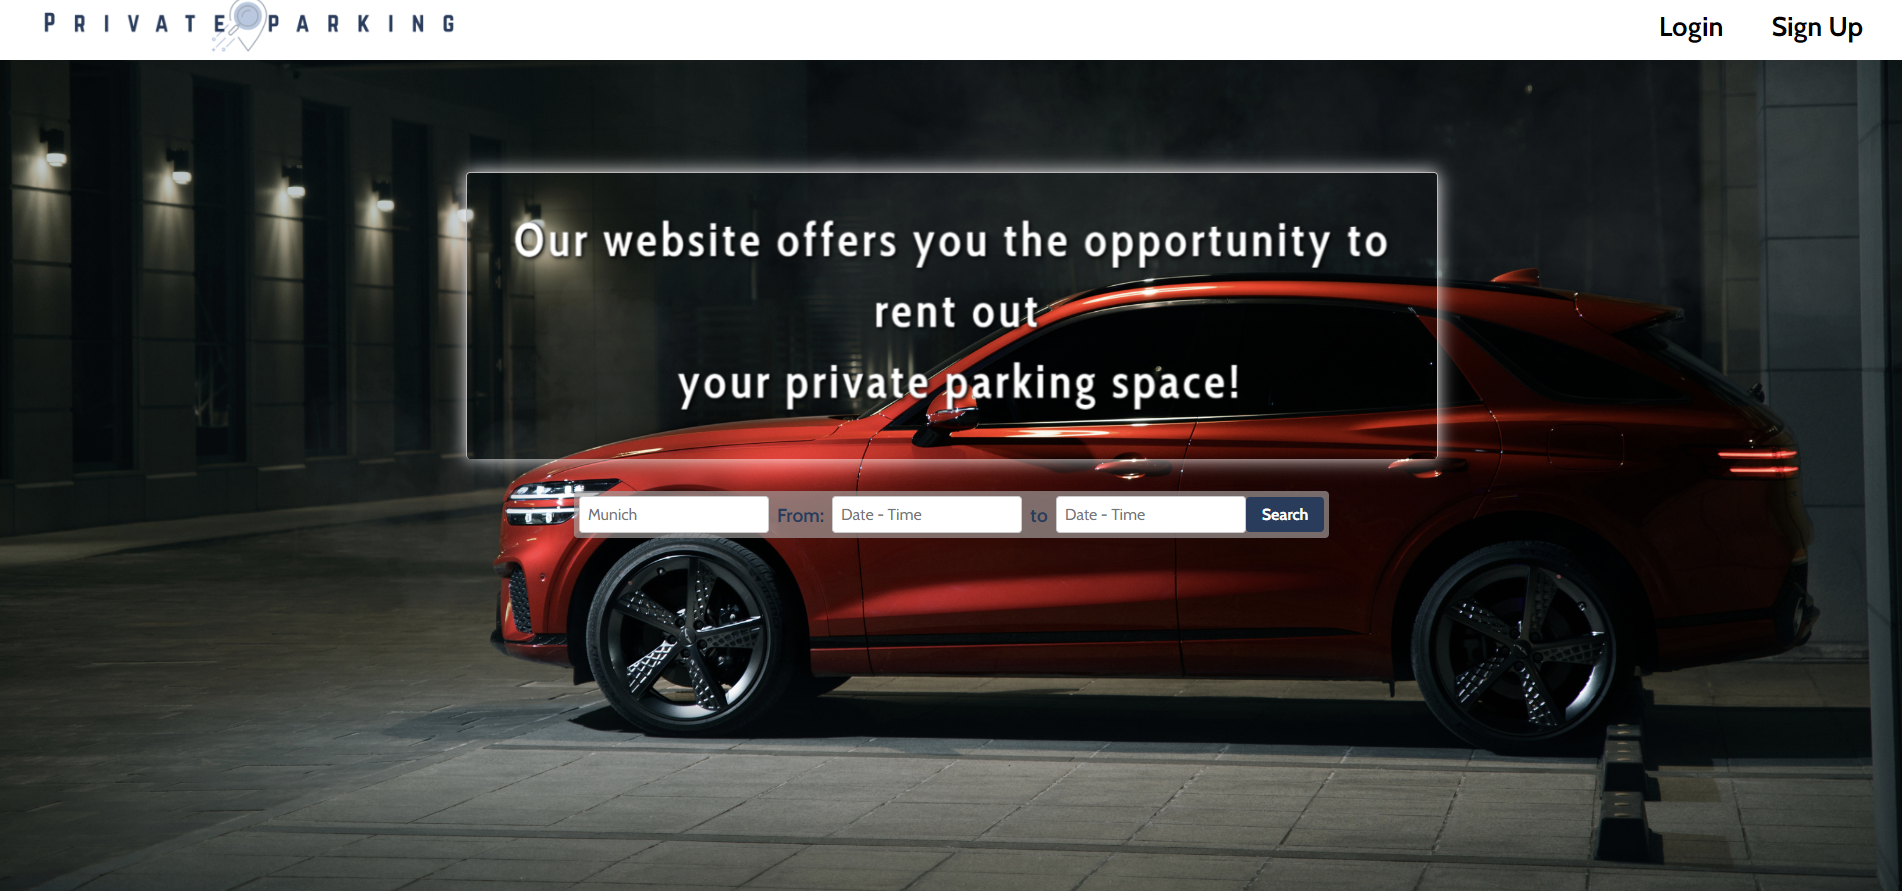 PRIVATE PARKING
Login
Sign Up
Our website offers you the opportunity to
rent out
your private parking space!
Munich
From:
Date - Time
to
Date - Time
Search